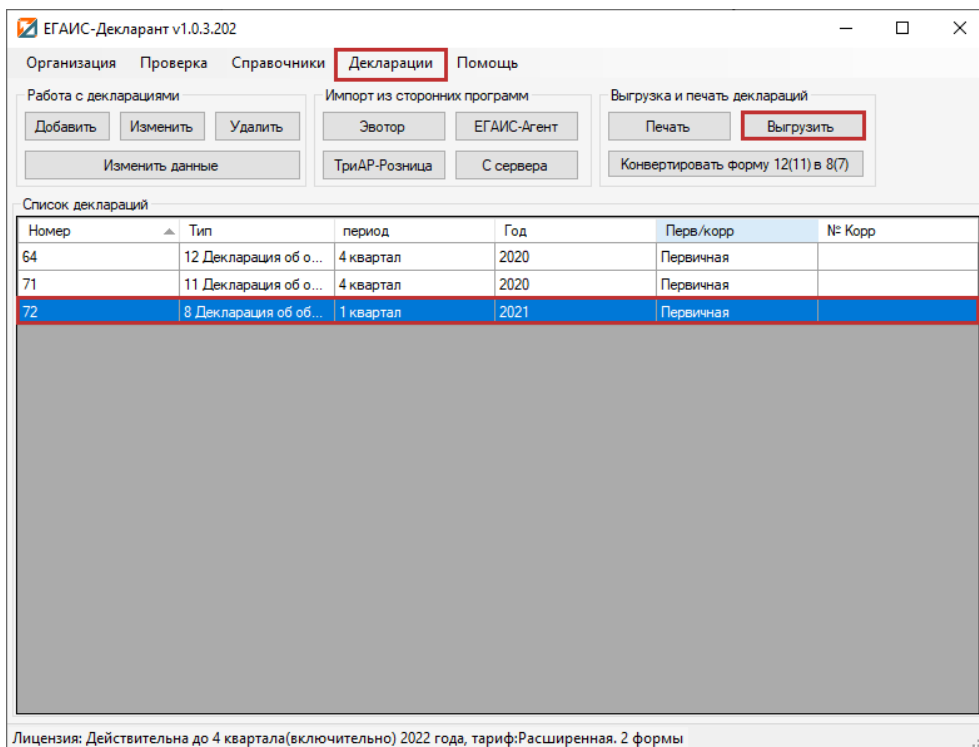 ЕГАИС-Декларант v1.0.3.202
Организация Проверка Справочники Декларации Помощь
Работа с декларациями Импорт из сторонних программ Выгрузка и печать деклараций
Добавить Изменить Удалить Эвотор ЕГАИС-Агент Печать Выгрузить
Изменить данные ТриАР-Розница С сервера Конвертировать форму 12(11) в 8(7)
Список деклараций
Номер Тип период Год Перв/корр № Корр
64 12 Декларация об о... 4 квартал 2020 Первичная
71 11 Декларация об о... 4 квартал 2020 Первичная
72 8 Декларация об об... 1 квартал 2021 Первичная
Лицензия: Действительна до 4 квартала(включительно) 2022 года, тариф:Расширенная. 2 формы